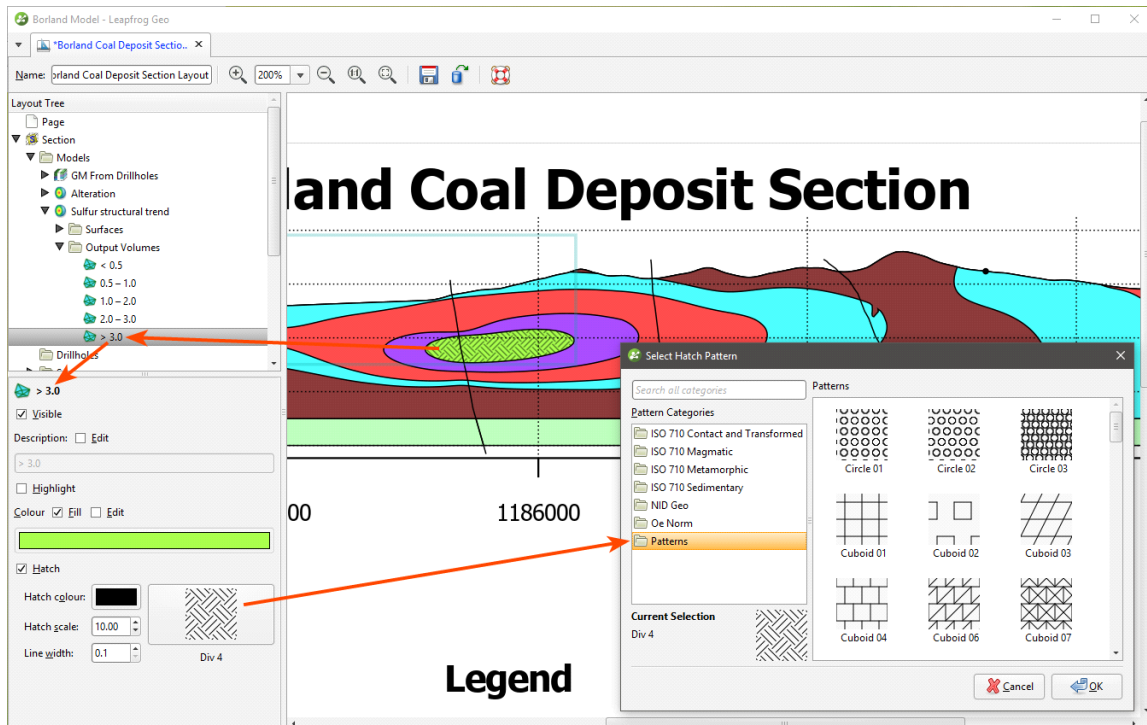 Borland Model - Leapfrog Geo
*Borland Coal Deposit Sectio..
Name: orland Coal Deposit Section Layout
200%
Layout Tree
Page
Section
Models
GM From Drillholes
Alteration
Sulfur structural trend
Surfaces
Output Volumes
< 0.5
0.5 – 1.0
1.0 – 2.0
2.0 – 3.0
> 3.0
Drillholes
> 3.0
Visible
Description: Edit
> 3.0
Highlight
Colour Fill Edit
Hatch
Hatch colour:
Hatch scale: 10.00
Line width: 0.1
Div 4
land Coal Deposit Section
00
1186000
Legend
Select Hatch Pattern
Search all categories
Pattern Categories
ISO 710 Contact and Transformed
ISO 710 Magmatic
ISO 710 Metamorphic
ISO 710 Sedimentary
NID Geo
Oe Norm
Patterns
Current Selection
Div 4
Patterns
Circle 01 Circle 02 Circle 03
Cuboid 01 Cuboid 02 Cuboid 03
Cuboid 04 Cuboid 06 Cuboid 07
Cancel OK